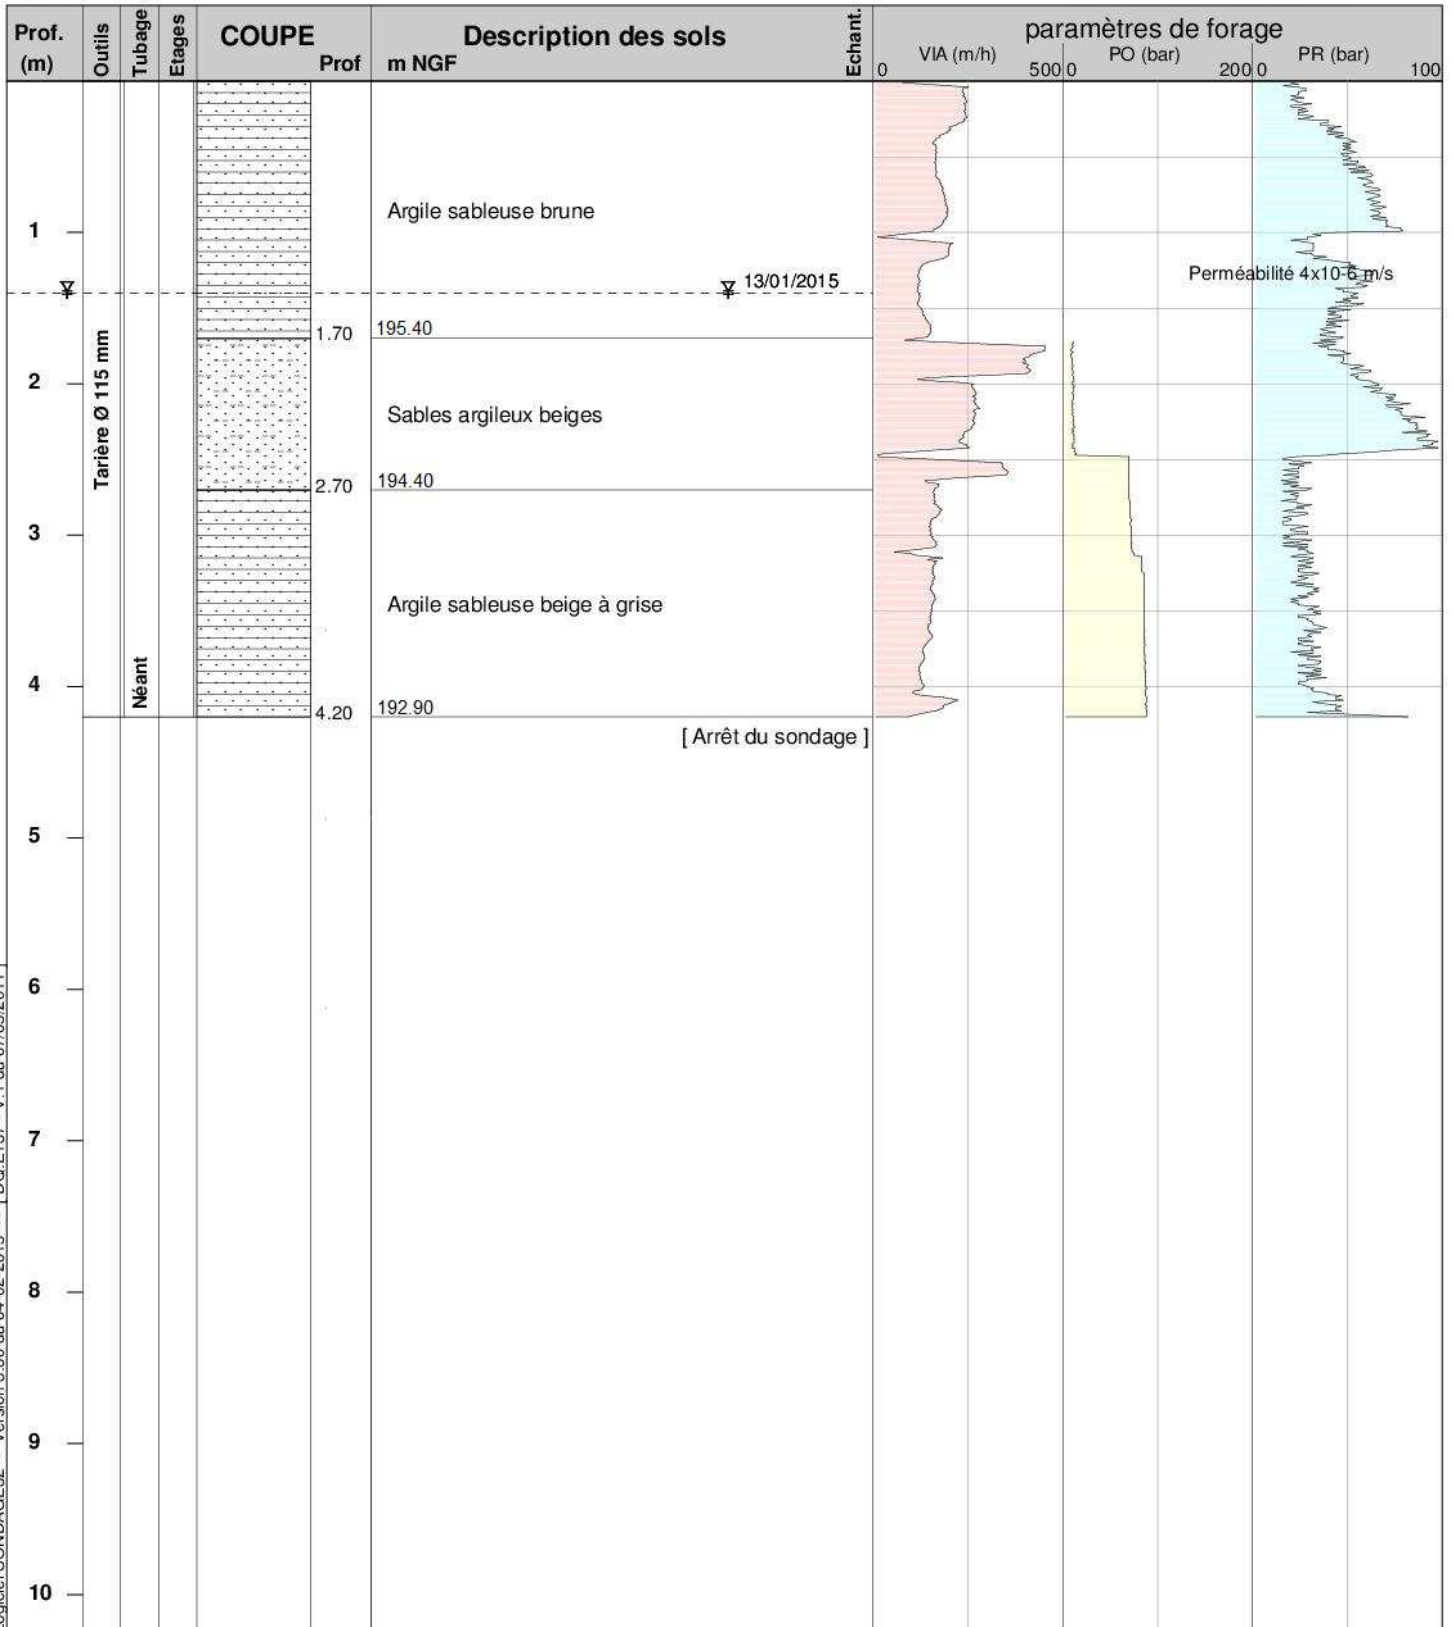 Prof. (m)
Outils
Tubage
Etages
COUPE
Prof
Description des sols
m NGF
Echant.
paramètres de forage
VIA (m/h)
PO (bar)
PR (bar)
0
500
0
200
0
100
Argile sableuse brune
1
Perméabilité 4x10-6 m/s
13/01/2015
1.70
195.40
Tarière Ø 115 mm
2
Sables argileux beiges
2.70
194.40
3
Argile sableuse beige à grise
Néant
4
4.20
192.90
[ Arrêt du sondage ]
5
6
7
8
9
10